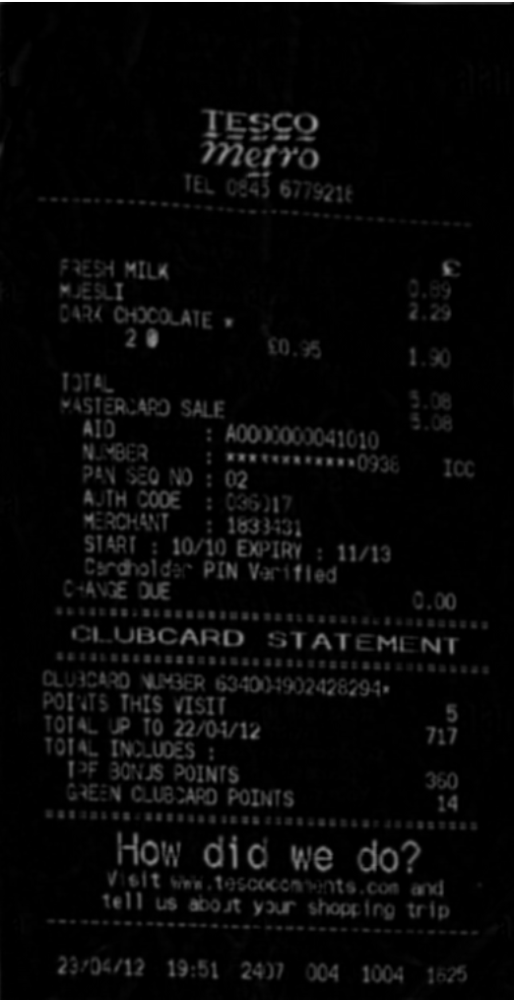 TESCO
Metro
TEL 0845 6779216
£
FRESH MILK 0.89
MUESLI 2.29
DARK CHOCOLATE *
2 @ £0.95 1.90
TOTAL 5.08
MASTERCARD SALE 5.08
AID : A0000000041010
NUMBER : ************0938 ICC
PAN SEQ NO : 02
AUTH CODE : 036017
MERCHANT : 1833431
START : 10/10 EXPIRY : 11/13
Cardholder PIN Verified
CHANGE DUE 0.00
CLUBCARD STATEMENT
CLUBCARD NUMBER 634004902428294*
POINTS THIS VISIT 5
TOTAL UP TO 22/04/12 717
TOTAL INCLUDES :
TPF BONUS POINTS 360
GREEN CLUBCARD POINTS 14
How did we do?
Visit www.tescocomments.com and
tell us about your shopping trip
23/04/12 19:51 2407 004 1004 1625